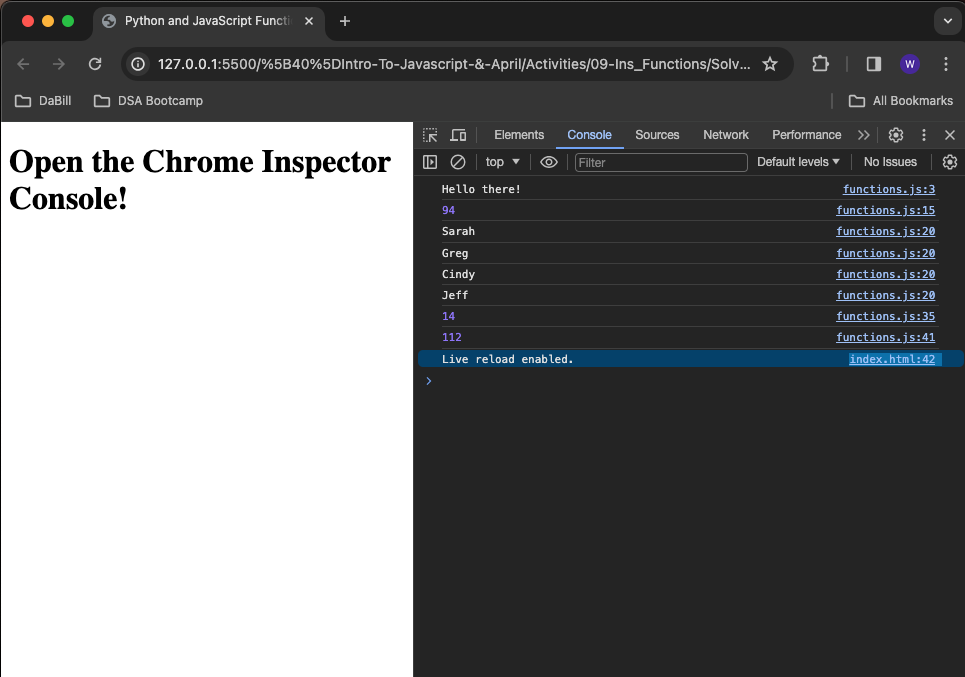 Python and JavaScript Functi
127.0.0.1:5500/%5B40%5DIntro-To-Javascript-&-April/Activities/09-Ins_Functions/Solv...
W
DaBill
DSA Bootcamp
All Bookmarks
Open the Chrome Inspector
Console!
Elements Console Sources Network Performance
top Filter Default levels No Issues
Hello there! functions.js:3
94 functions.js:15
Sarah functions.js:20
Greg functions.js:20
Cindy functions.js:20
Jeff functions.js:20
14 functions.js:35
112 functions.js:41
Live reload enabled. index.html:42